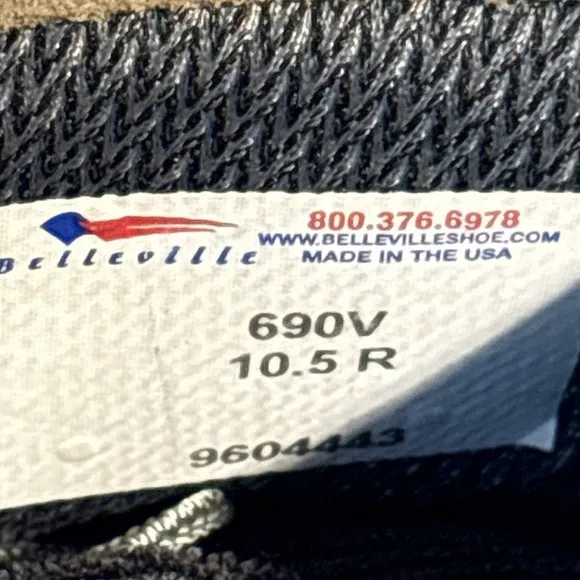 Belleville
800.376.6978
WWW.BELLEVILLESHOE.COM
MADE IN THE USA
690V
10.5 R
9604443